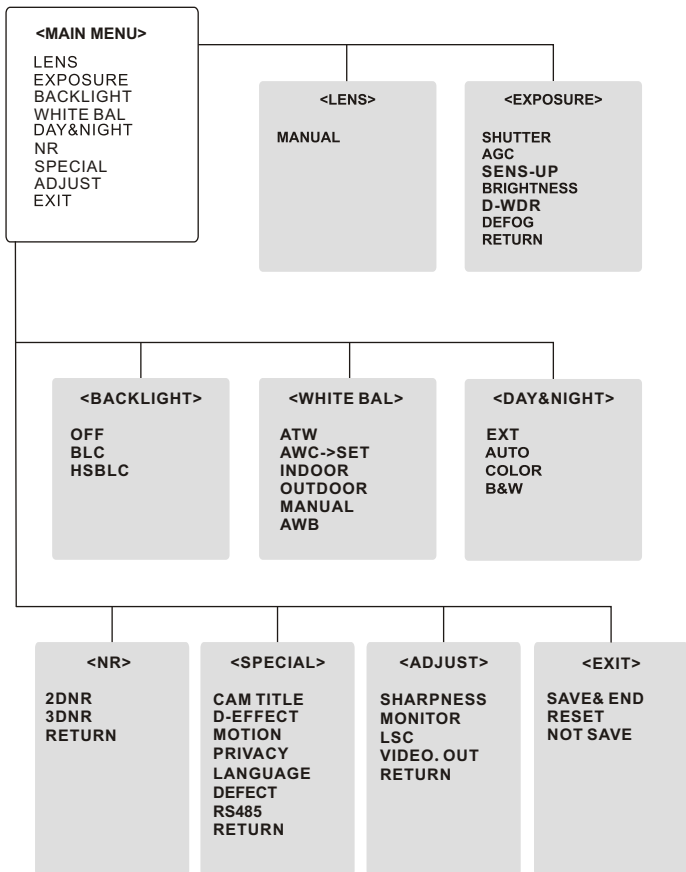 <MAIN MENU>
LENS
EXPOSURE
BACKLIGHT
WHITE BAL
DAY&NIGHT
NR
SPECIAL
ADJUST
EXIT
<LENS>
MANUAL
<EXPOSURE>
SHUTTER
AGC
SENS-UP
BRIGHTNESS
D-WDR
DEFOG
RETURN
<BACKLIGHT>
OFF
BLC
HSBLC
<WHITE BAL>
ATW
AWC->SET
INDOOR
OUTDOOR
MANUAL
AWB
<DAY&NIGHT>
EXT
AUTO
COLOR
B&W
<NR>
2DNR
3DNR
RETURN
<SPECIAL>
CAM TITLE
D-EFFECT
MOTION
PRIVACY
LANGUAGE
DEFECT
RS485
RETURN
<ADJUST>
SHARPNESS
MONITOR
LSC
VIDEO. OUT
RETURN
<EXIT>
SAVE& END
RESET
NOT SAVE